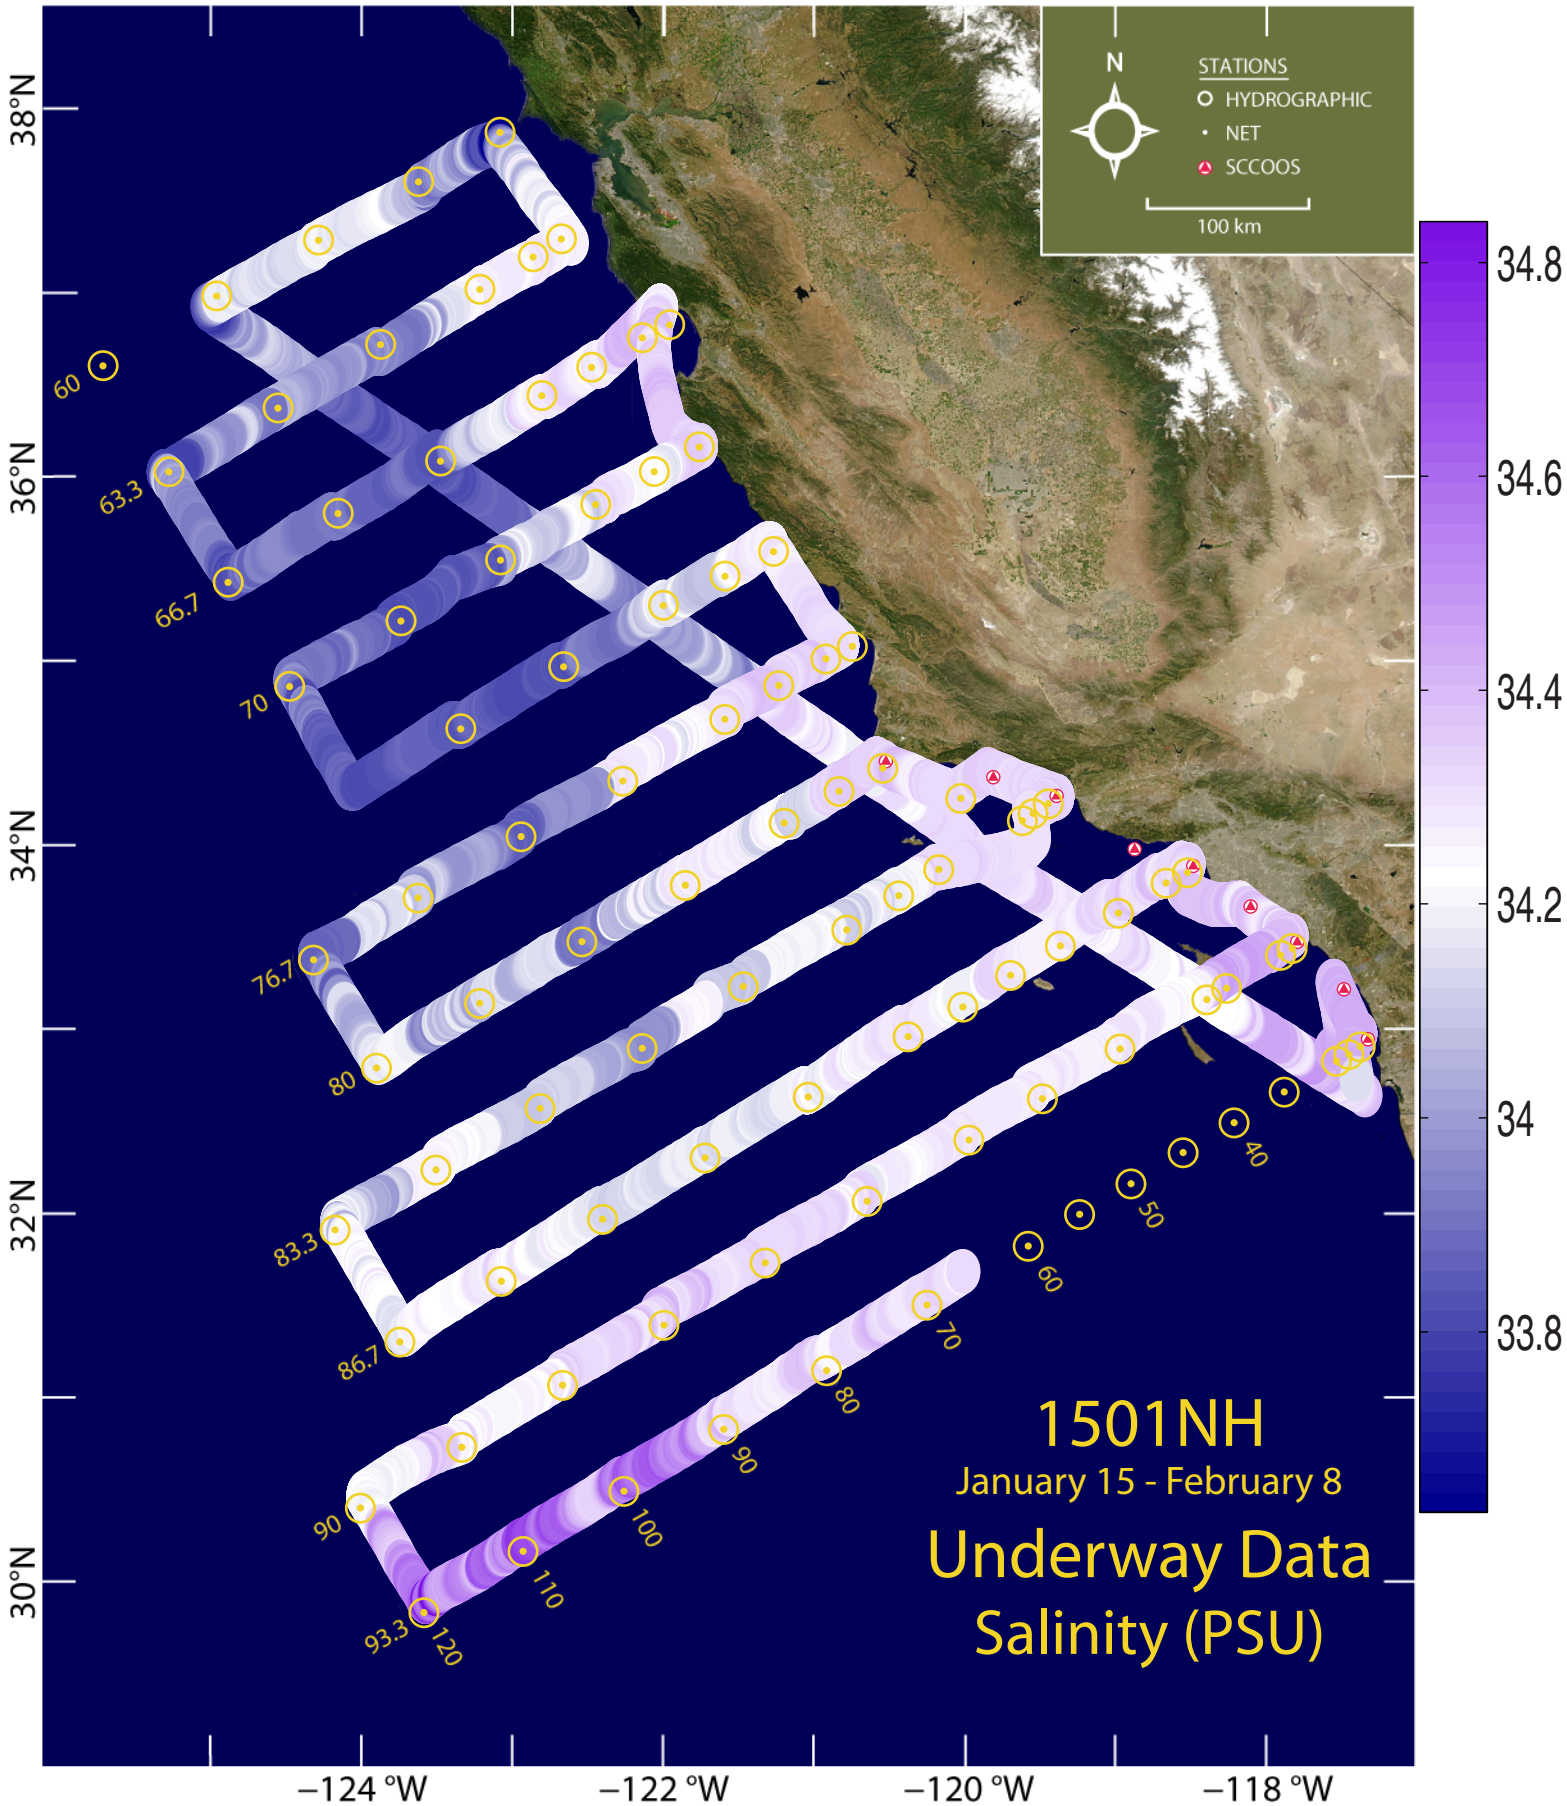 38°N
36°N
34°N
32°N
30°N
N
STATIONS
HYDROGRAPHIC
NET
SCCOOS
100 km
34.8
34.6
34.4
34.2
34
33.8
60
63.3
66.7
70
76.7
80
83.3
86.7
90
93.3
120
110
100
90
80
70
60
50
40
1501NH
January 15 - February 8
Underway Data
Salinity (PSU)
−124 °W
−122 °W
−120 °W
−118 °W